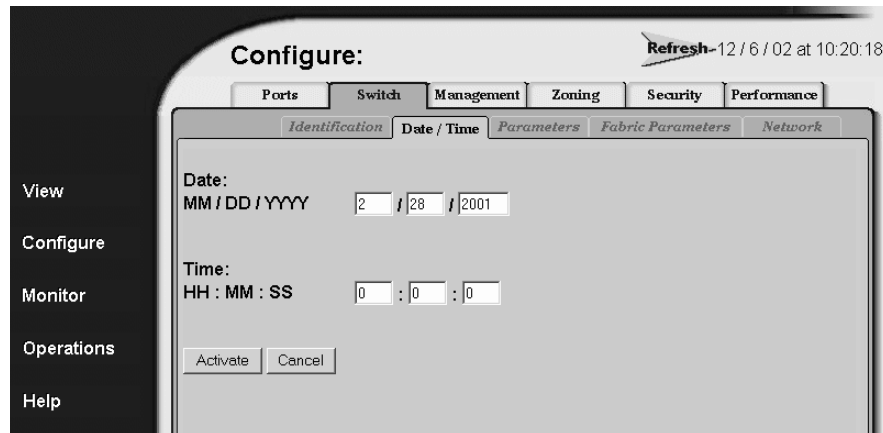 Configure:
Refresh - 12 / 6 / 02 at 10:20:18
Ports Switch Management Zoning Security Performance
Identification Date / Time Parameters Fabric Parameters Network
View
Configure
Monitor
Operations
Help
Date:
MM / DD / YYYY 2 / 28 / 2001
Time:
HH : MM : SS 0 : 0 : 0
Activate Cancel